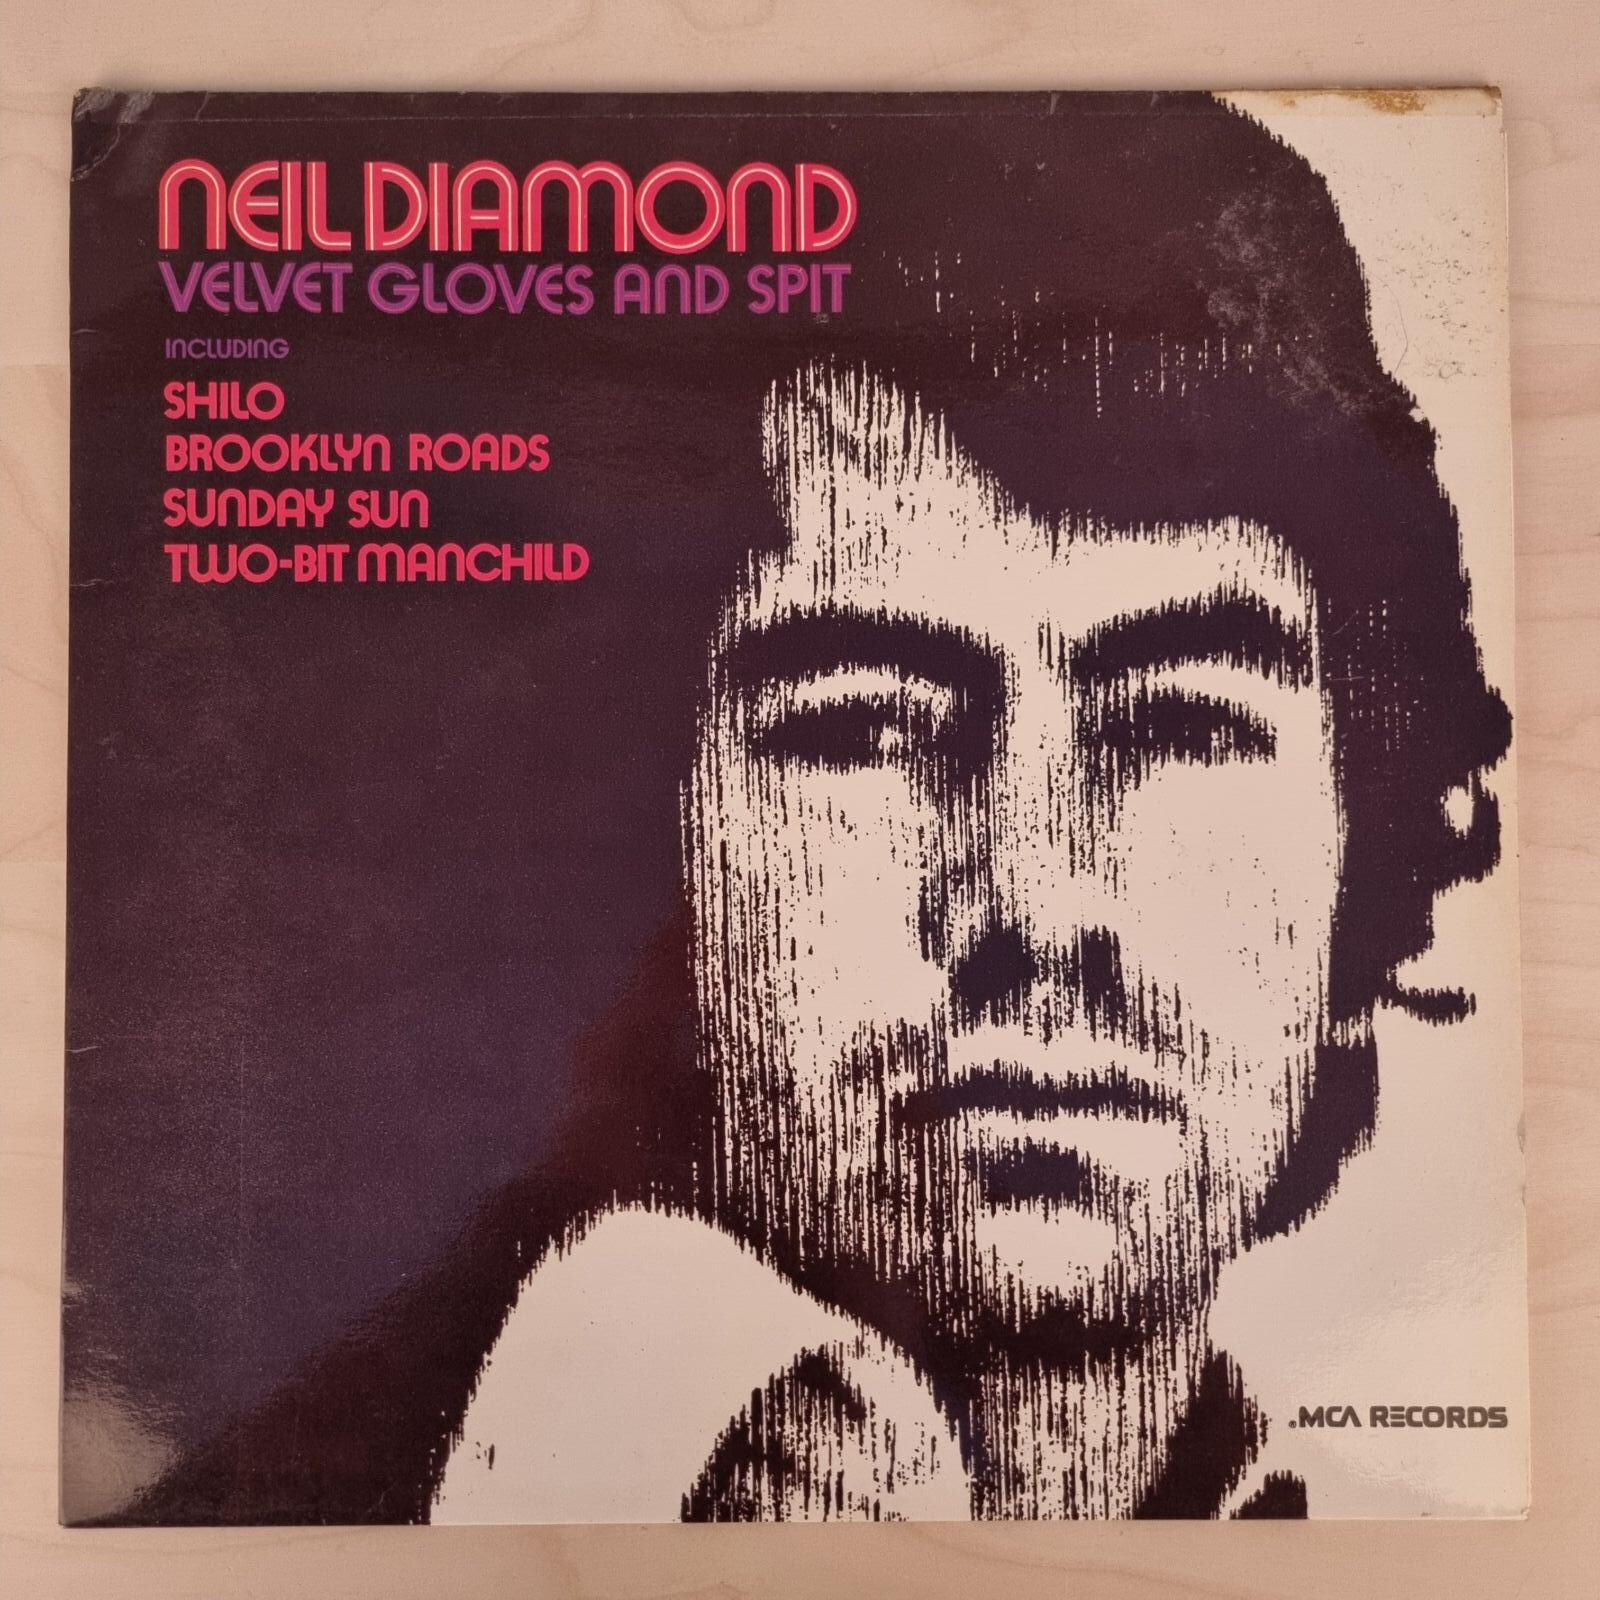 NEIL DIAMOND
VELVET GLOVES AND SPIT
INCLUDING
SHILO
BROOKLYN ROADS
SUNDAY SUN
TWO-BIT MANCHILD
.MCA RECORDS